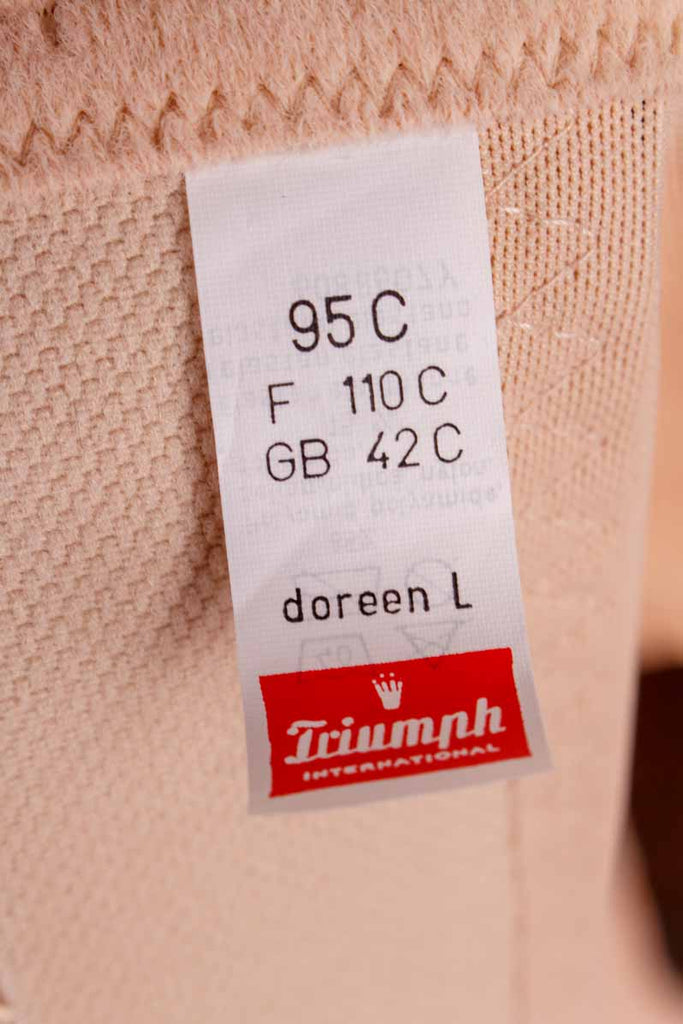 95 C
F 110 C
GB 42 C
doreen L
Triumph
INTERNATIONAL